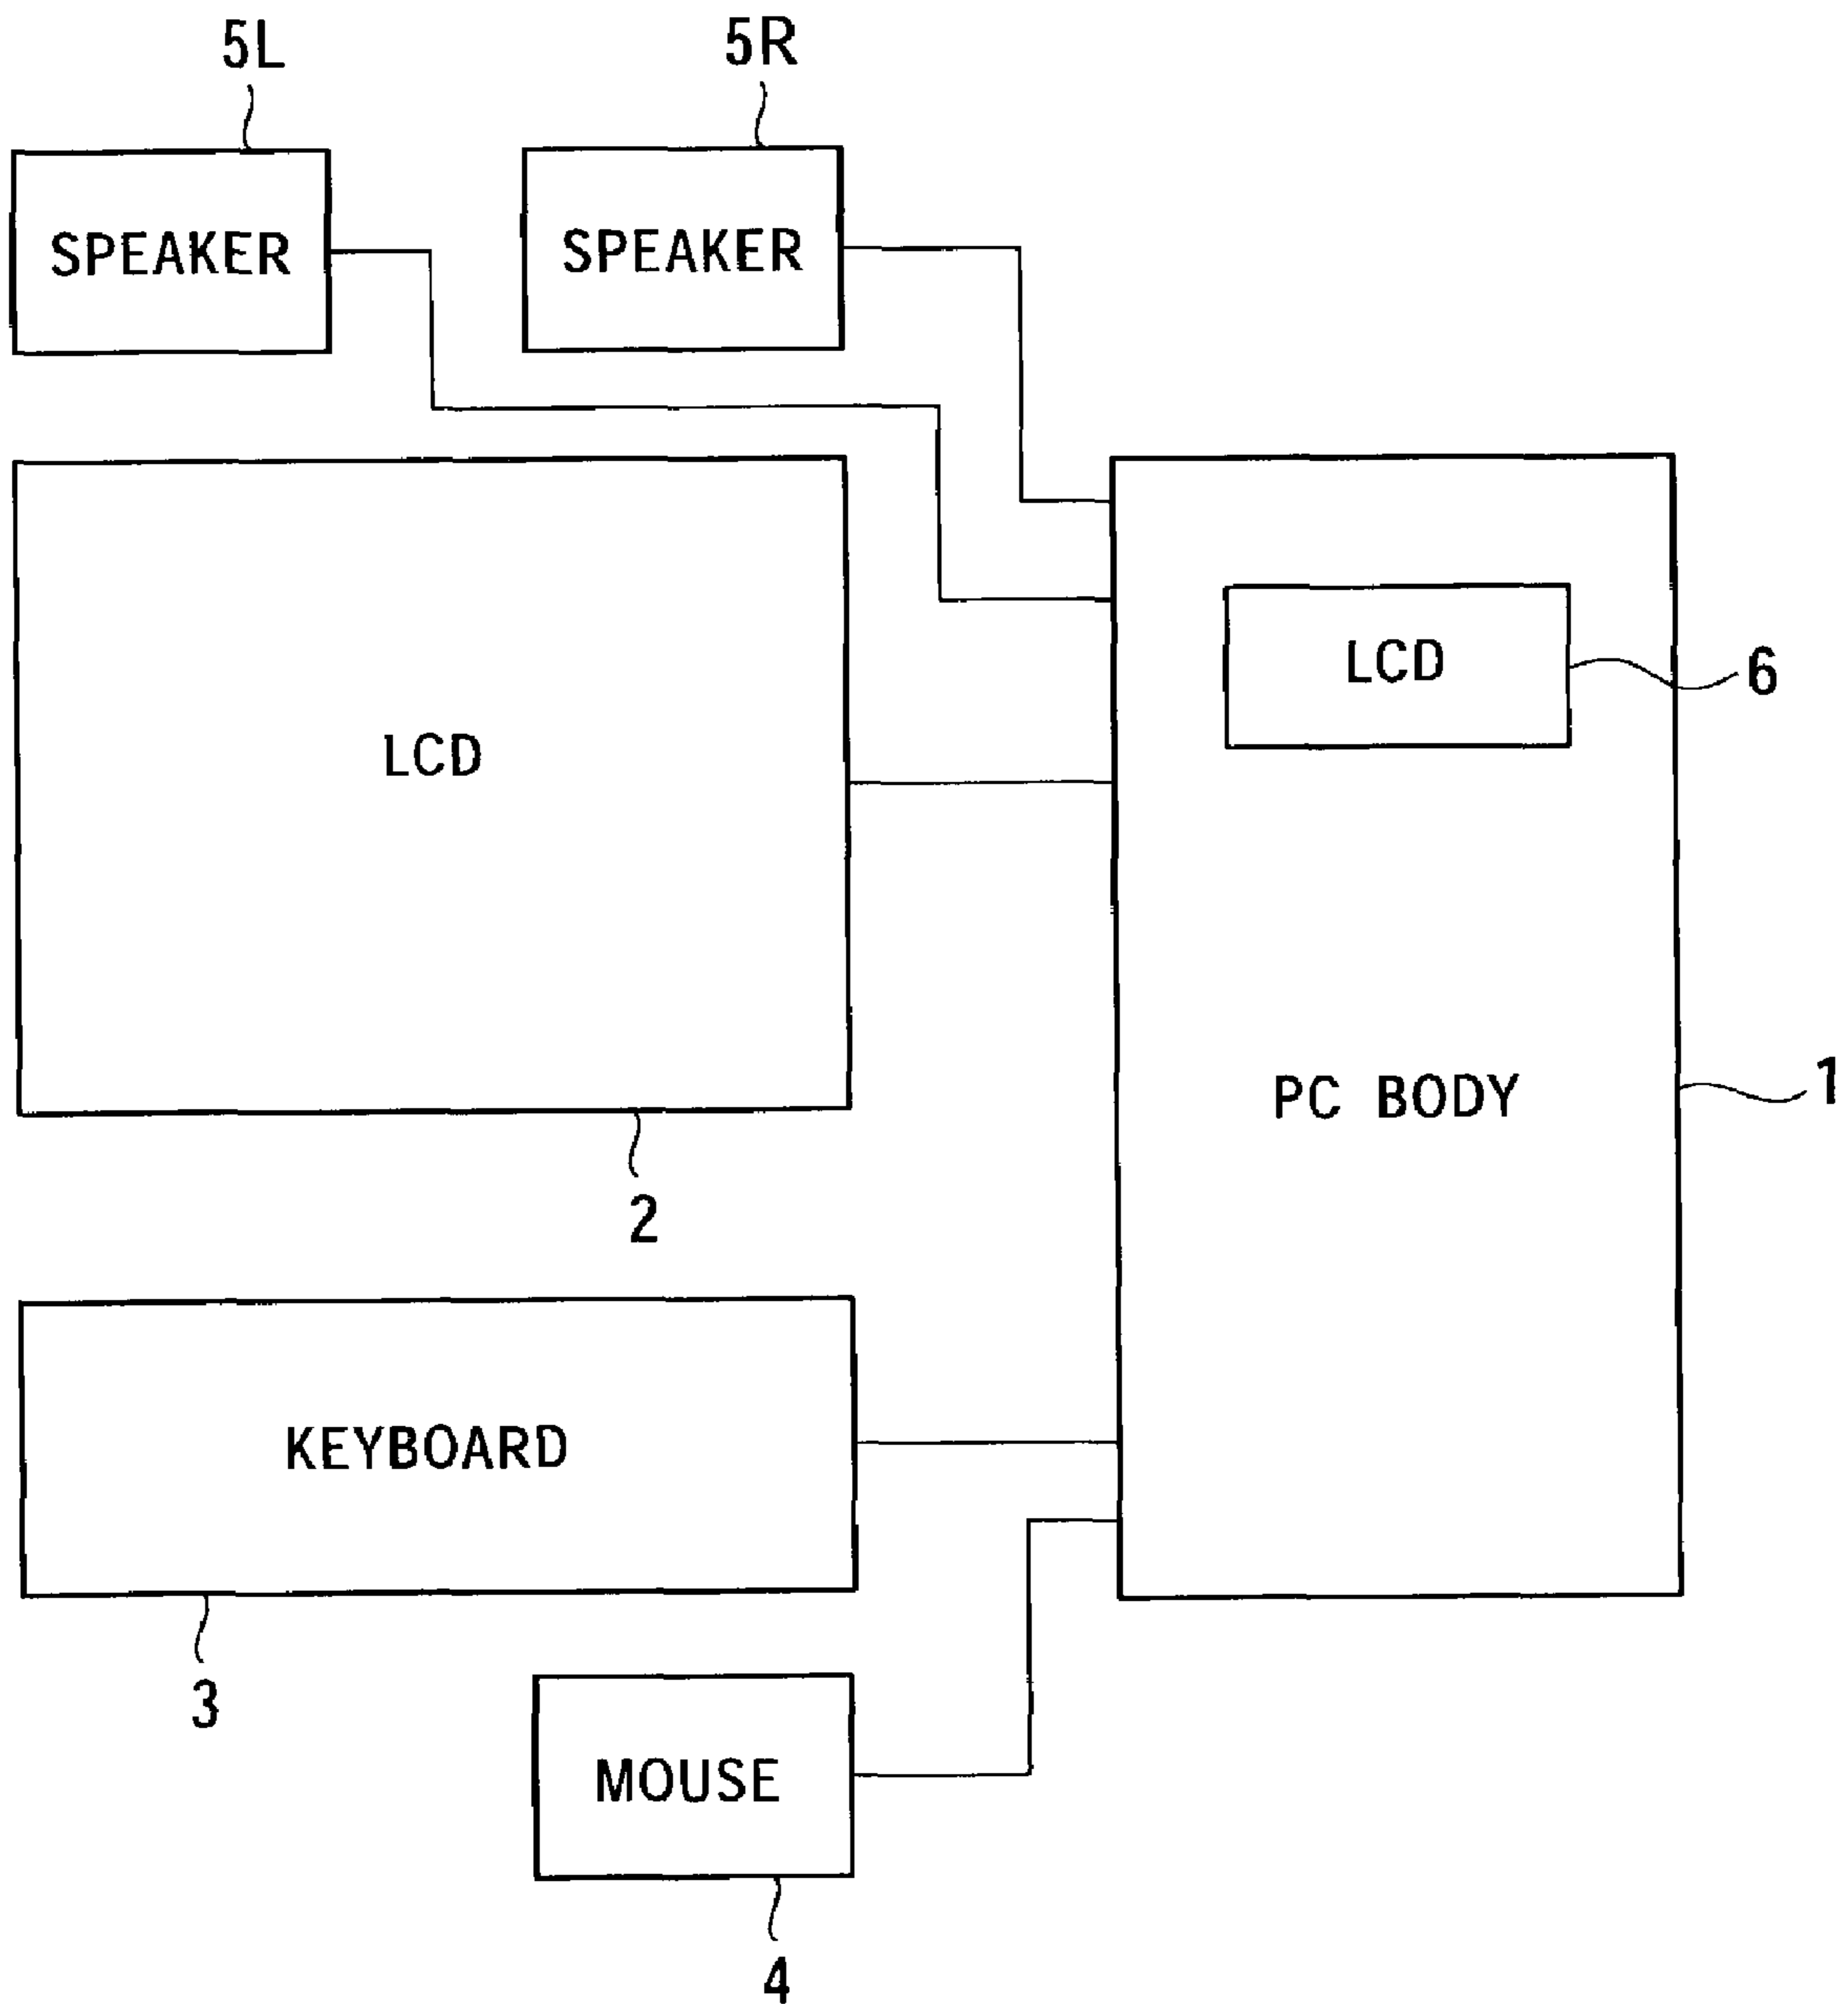 5L
5R
SPEAKER
SPEAKER
LCD
6
LCD
PC BODY
1
2
KEYBOARD
3
MOUSE
4